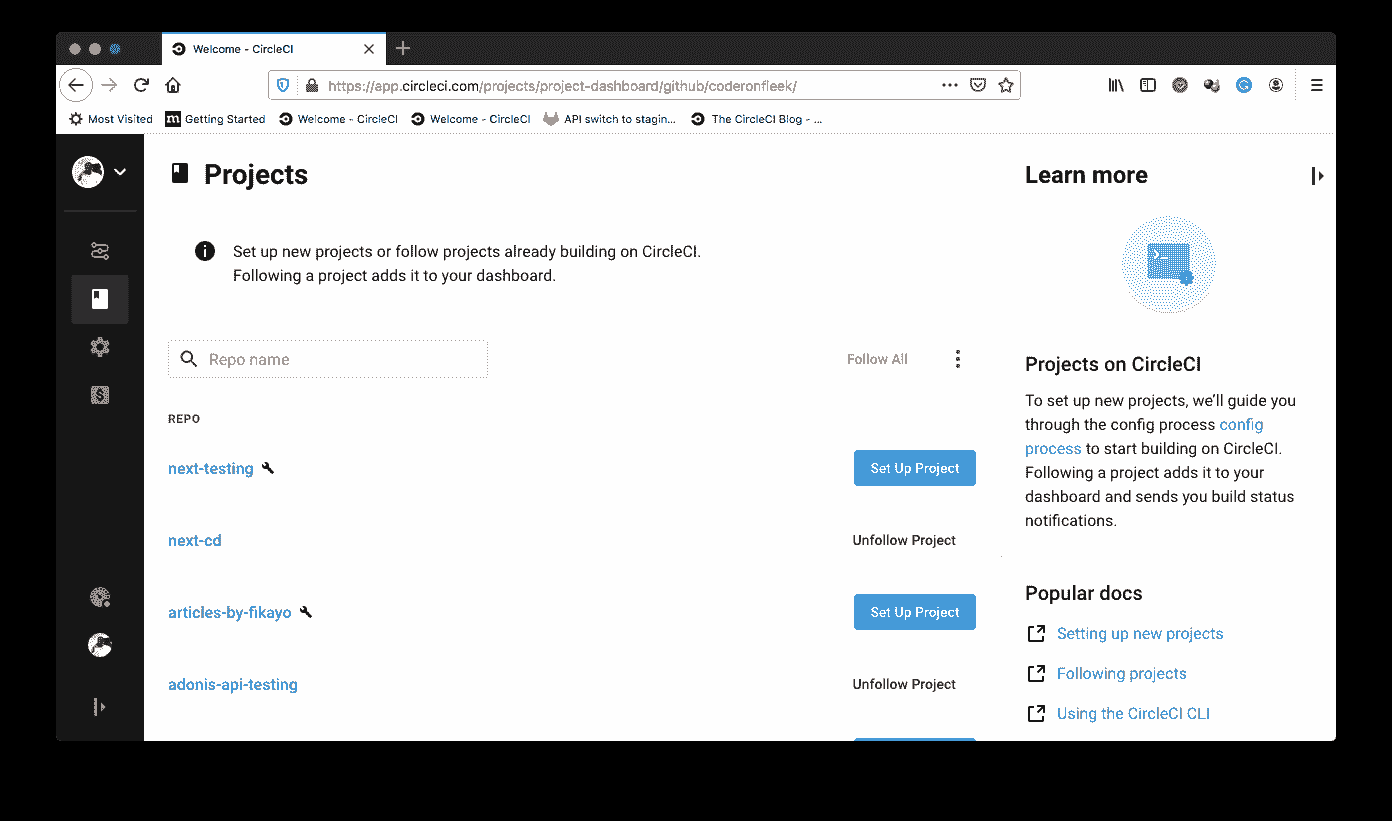 Welcome - CircleCI
https://app.circleci.com/projects/project-dashboard/github/coderonfleek/
Most Visited
Getting Started
Welcome - CircleCI
Welcome - CircleCI
API switch to stagin...
The CircleCI Blog - ...
Projects
Set up new projects or follow projects already building on CircleCI.
Following a project adds it to your dashboard.
Repo name
Follow All
REPO
next-testing
Set Up Project
next-cd
Unfollow Project
articles-by-fikayo
Set Up Project
adonis-api-testing
Unfollow Project
Learn more
Projects on CircleCI
To set up new projects, we'll guide you
through the config process config
process to start building on CircleCI.
Following a project adds it to your
dashboard and sends you build status
notifications.
Popular docs
Setting up new projects
Following projects
Using the CircleCI CLI